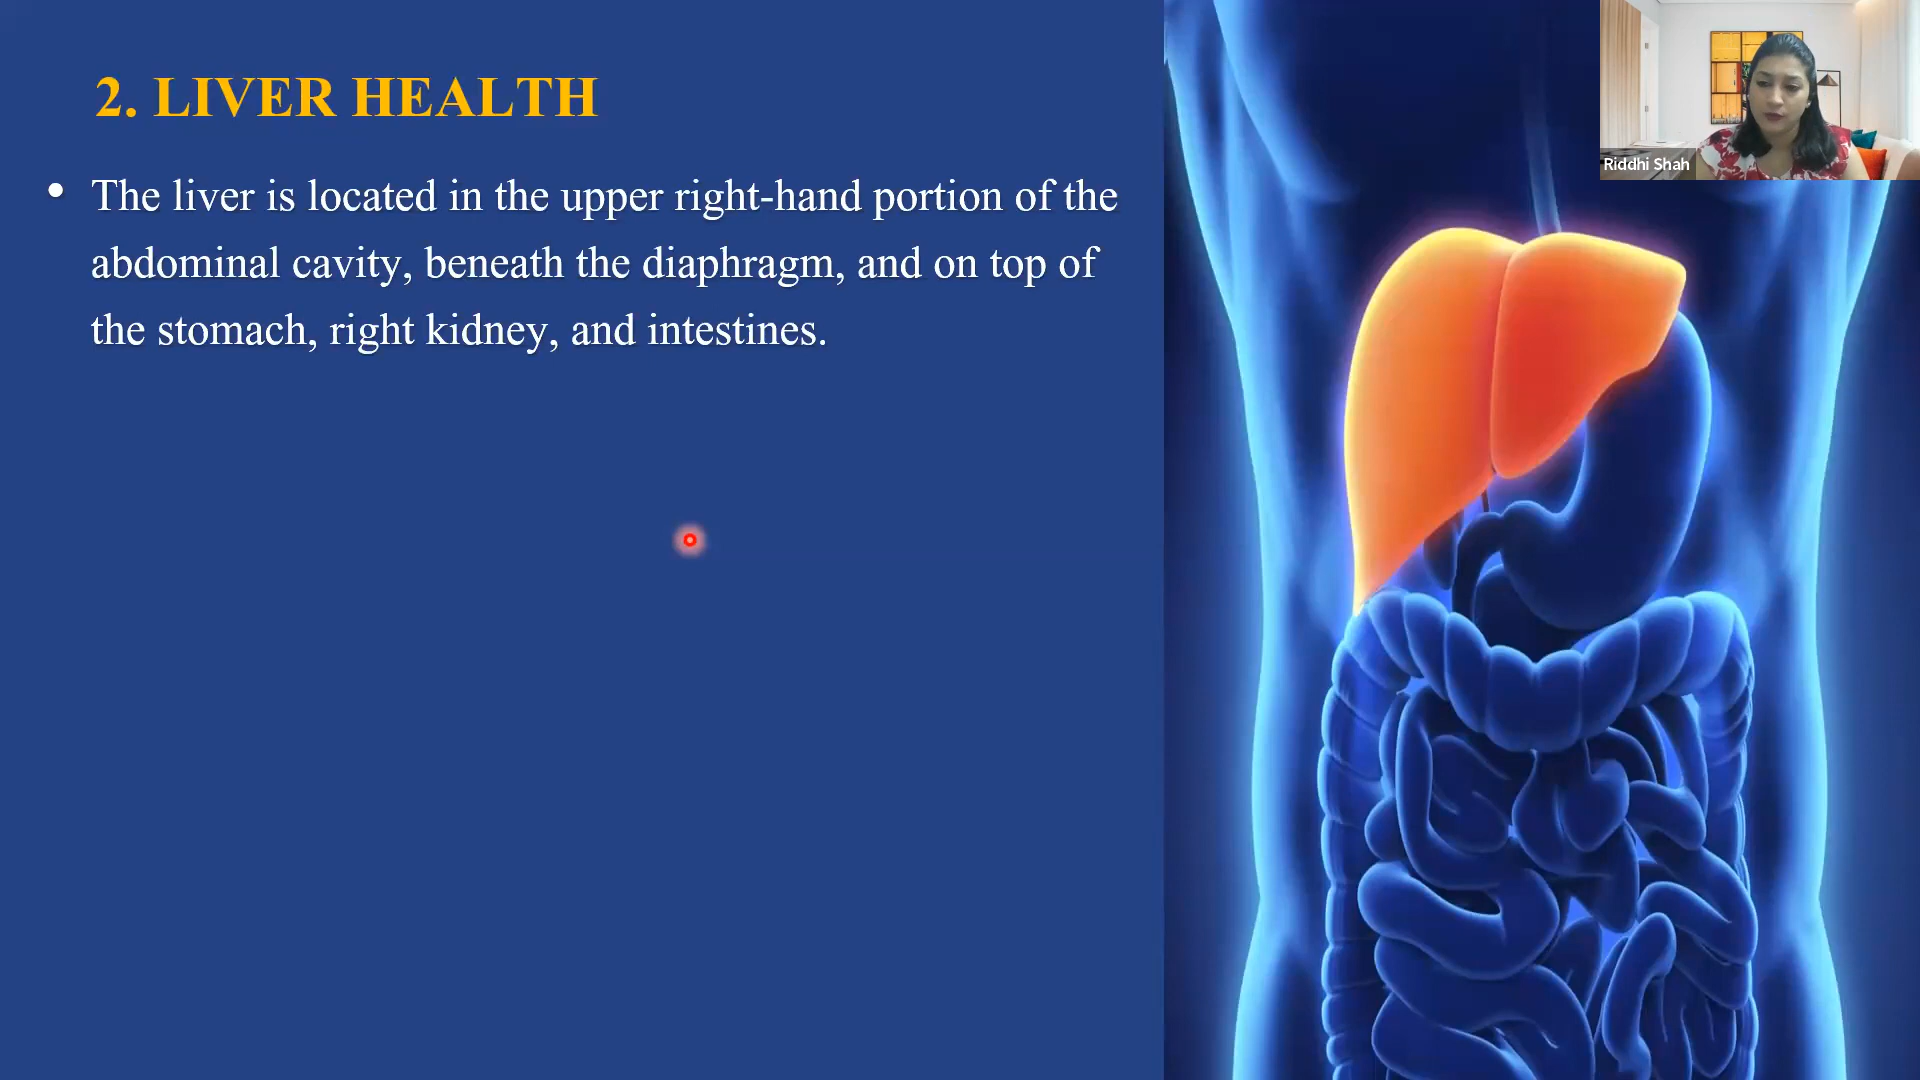 2. LIVER HEALTH
• The liver is located in the upper right-hand portion of the
abdominal cavity, beneath the diaphragm, and on top of
the stomach, right kidney, and intestines.
Riddhi Shah